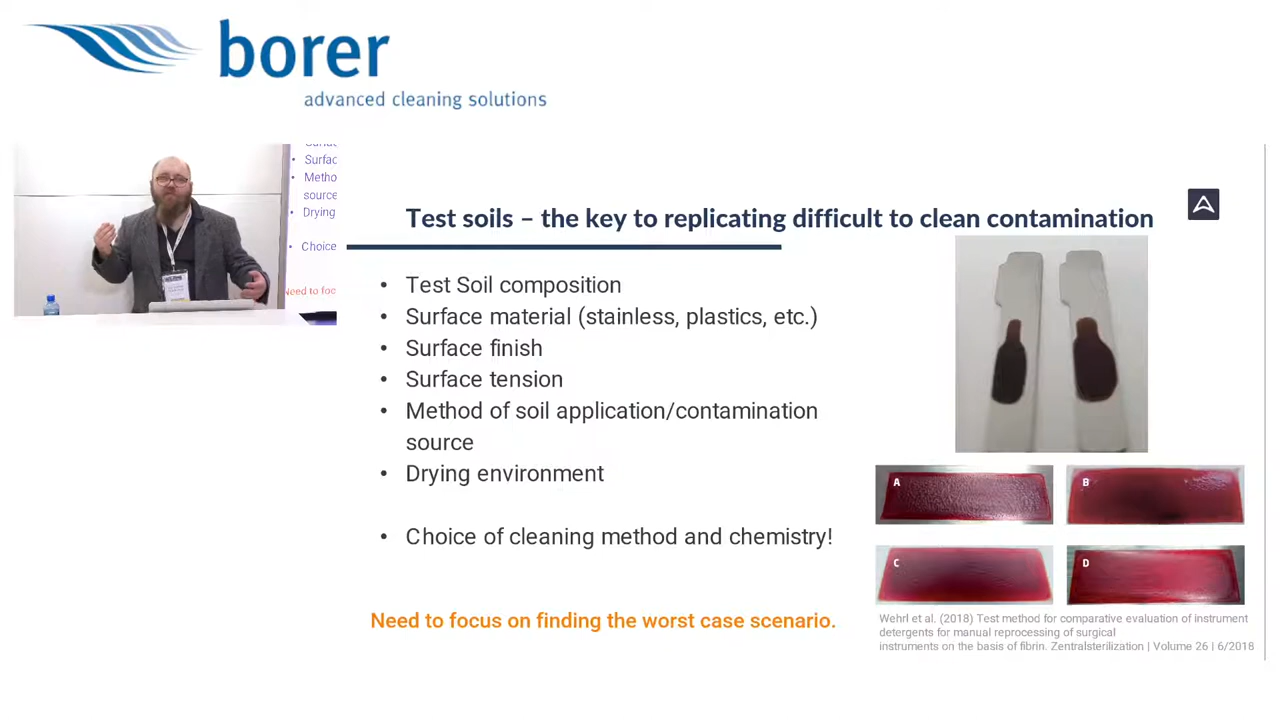 borer
advanced cleaning solutions
Surfac
Metho
source
Drying
Choice
Need to foc
Test soils – the key to replicating difficult to clean contamination
• Test Soil composition
• Surface material (stainless, plastics, etc.)
• Surface finish
• Surface tension
• Method of soil application/contamination
source
• Drying environment
• Choice of cleaning method and chemistry!
Need to focus on finding the worst case scenario.
A
B
C
D
Wehrl et al. (2018) Test method for comparative evaluation of instrument
detergents for manual reprocessing of surgical
instruments on the basis of fibrin. Zentralsterilization | Volume 26 | 6/2018